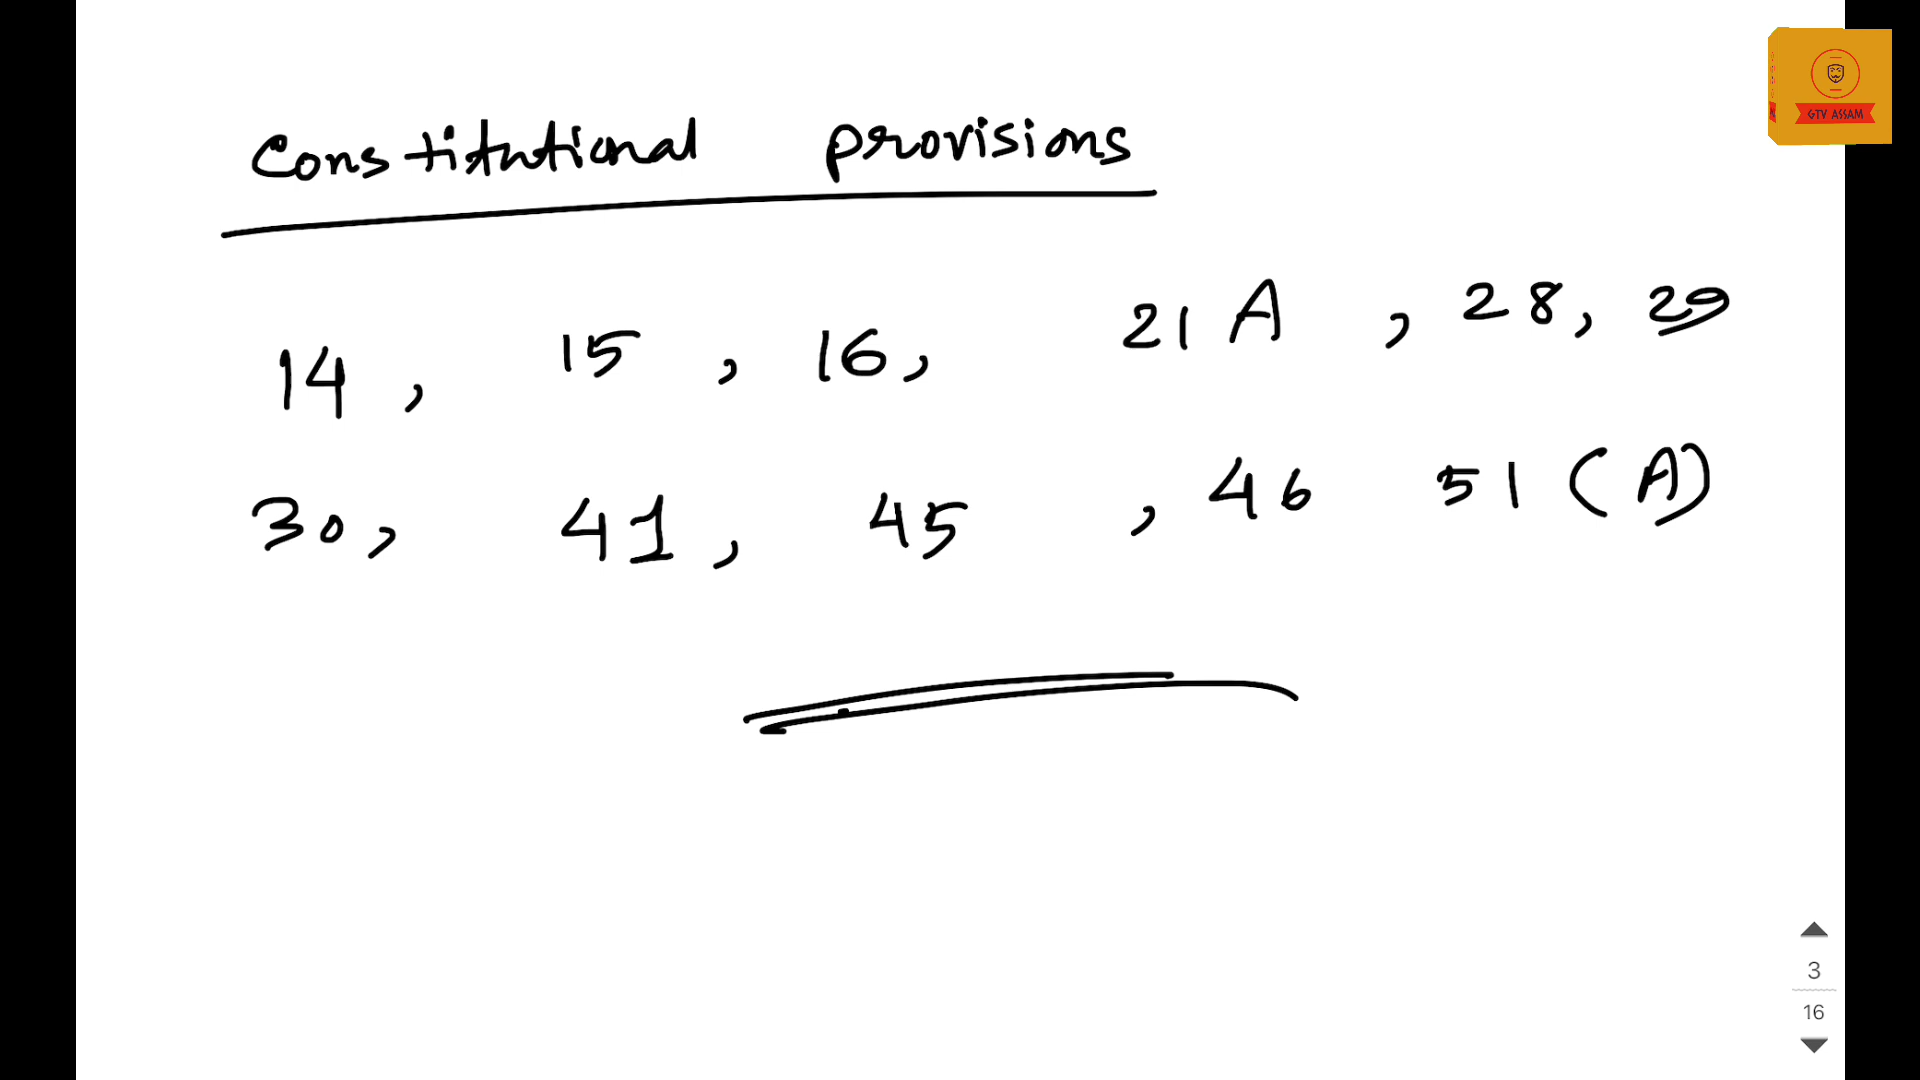 Constitutional provisions
GTV ASSAM
14, 15, 16, 21 A, 28, 29
30, 41, 45, 46 51 (A)
3
16